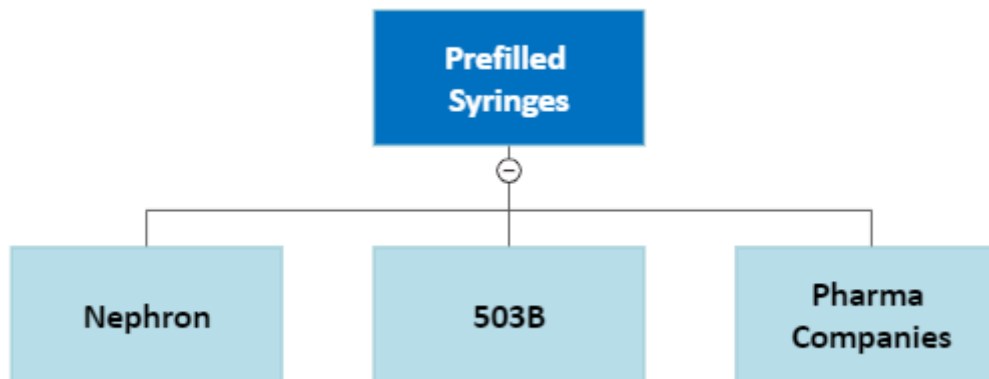 Prefilled
Syringes
Nephron
503B
Pharma
Companies